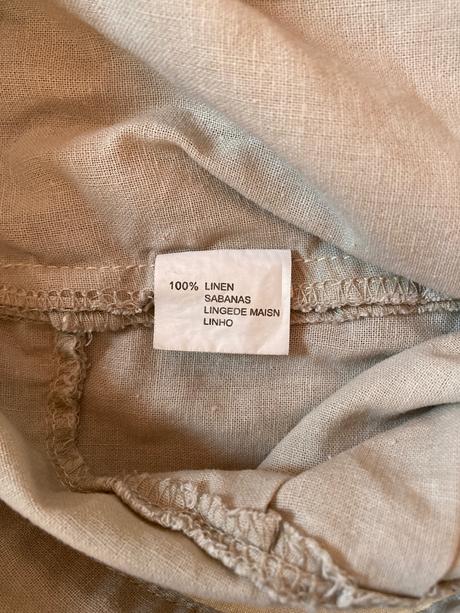 100% LINEN
SABANAS
LINGEDE MAISN
LINHO